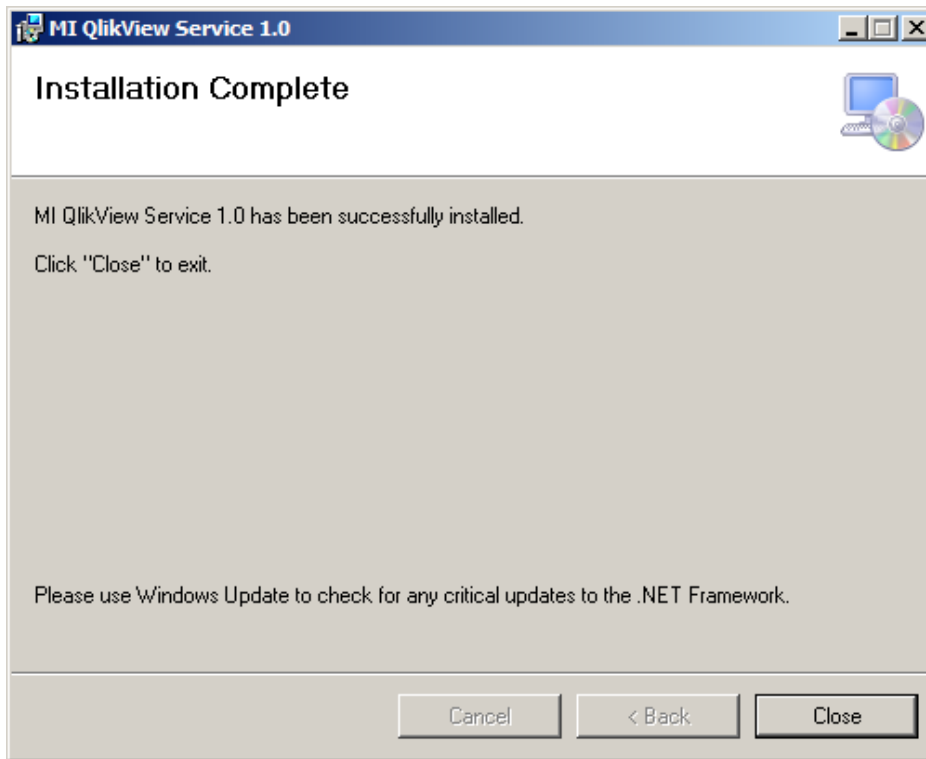 MI QlikView Service 1.0
Installation Complete
MI QlikView Service 1.0 has been successfully installed.
Click "Close" to exit.
Please use Windows Update to check for any critical updates to the .NET Framework.
Cancel
< Back
Close